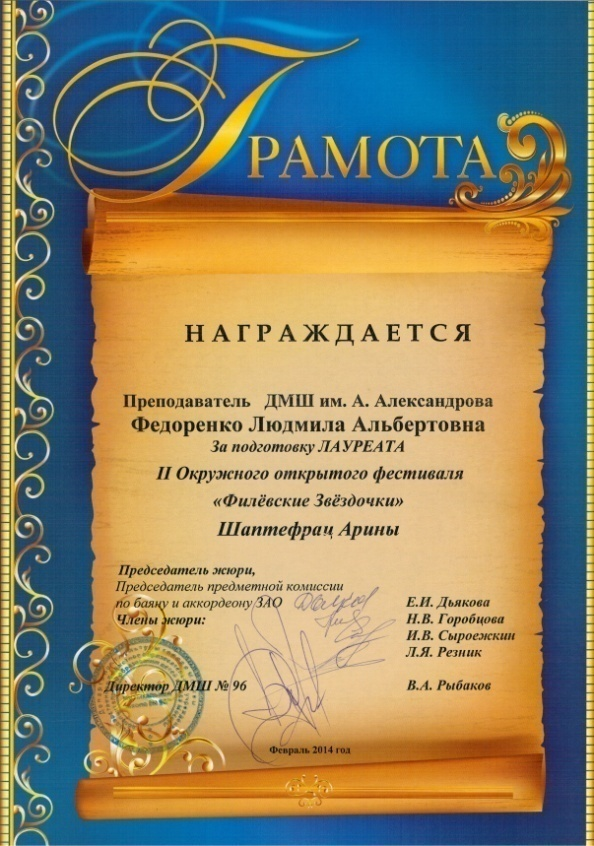 ГРАМОТА
НАГРАЖДАЕТСЯ
Преподаватель ДМШ им. А. Александрова
Федоренко Людмила Альбертовна
За подготовку ЛАУРЕАТА
II Окружного открытого фестиваля
«Филёвские Звёздочки»
Шаптефрац Арины
Председатель жюри,
Председатель предметной комиссии
по баяну и аккордеону ЗАО Е.И. Дьякова
Члены жюри: Н.В. Горобцова
И.В. Сыроежкин
Л.Я. Резник
Директор ДМШ № 96 В.А. Рыбаков
Февраль 2014 год